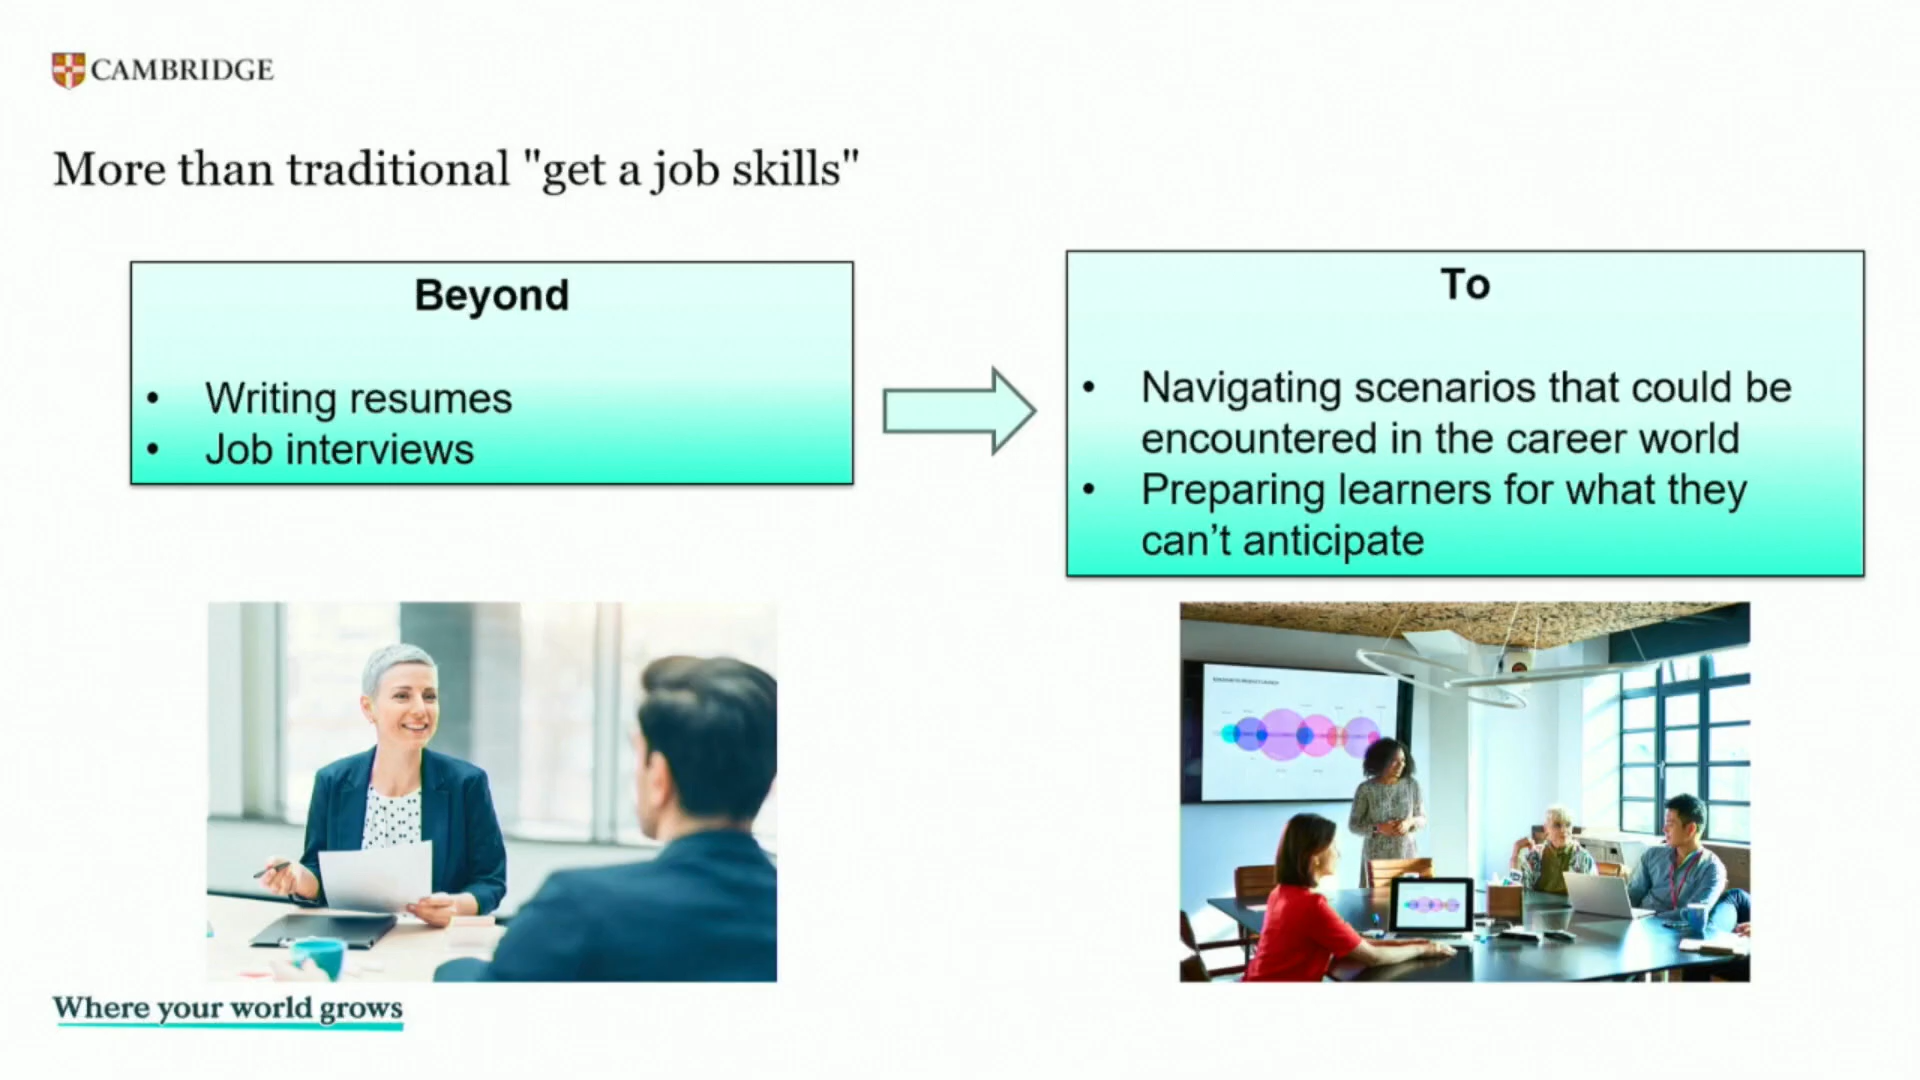 CAMBRIDGE
More than traditional "get a job skills"
Beyond
• Writing resumes
• Job interviews
To
• Navigating scenarios that could be
encountered in the career world
• Preparing learners for what they
can’t anticipate
Where your world grows